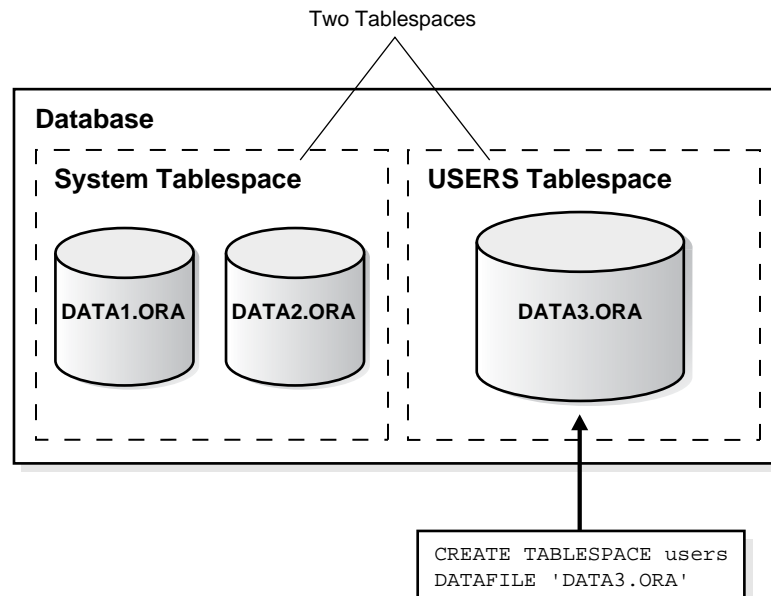 Two Tablespaces
Database
System Tablespace
USERS Tablespace
DATA1.ORA
DATA2.ORA
DATA3.ORA
CREATE TABLESPACE users
DATAFILE 'DATA3.ORA'